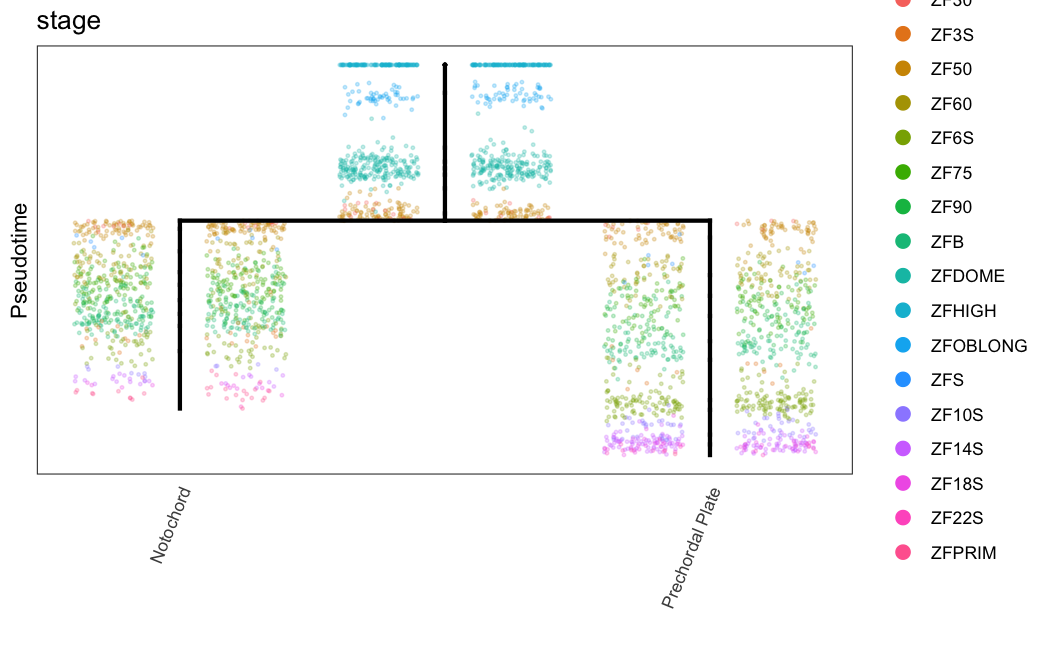 stage
Pseudotime
Notochord
Prechordal Plate
ZF30
ZF3S
ZF50
ZF60
ZF6S
ZF75
ZF90
ZFB
ZFDOME
ZFHIGH
ZFOBLONG
ZFS
ZF10S
ZF14S
ZF18S
ZF22S
ZFPRIM